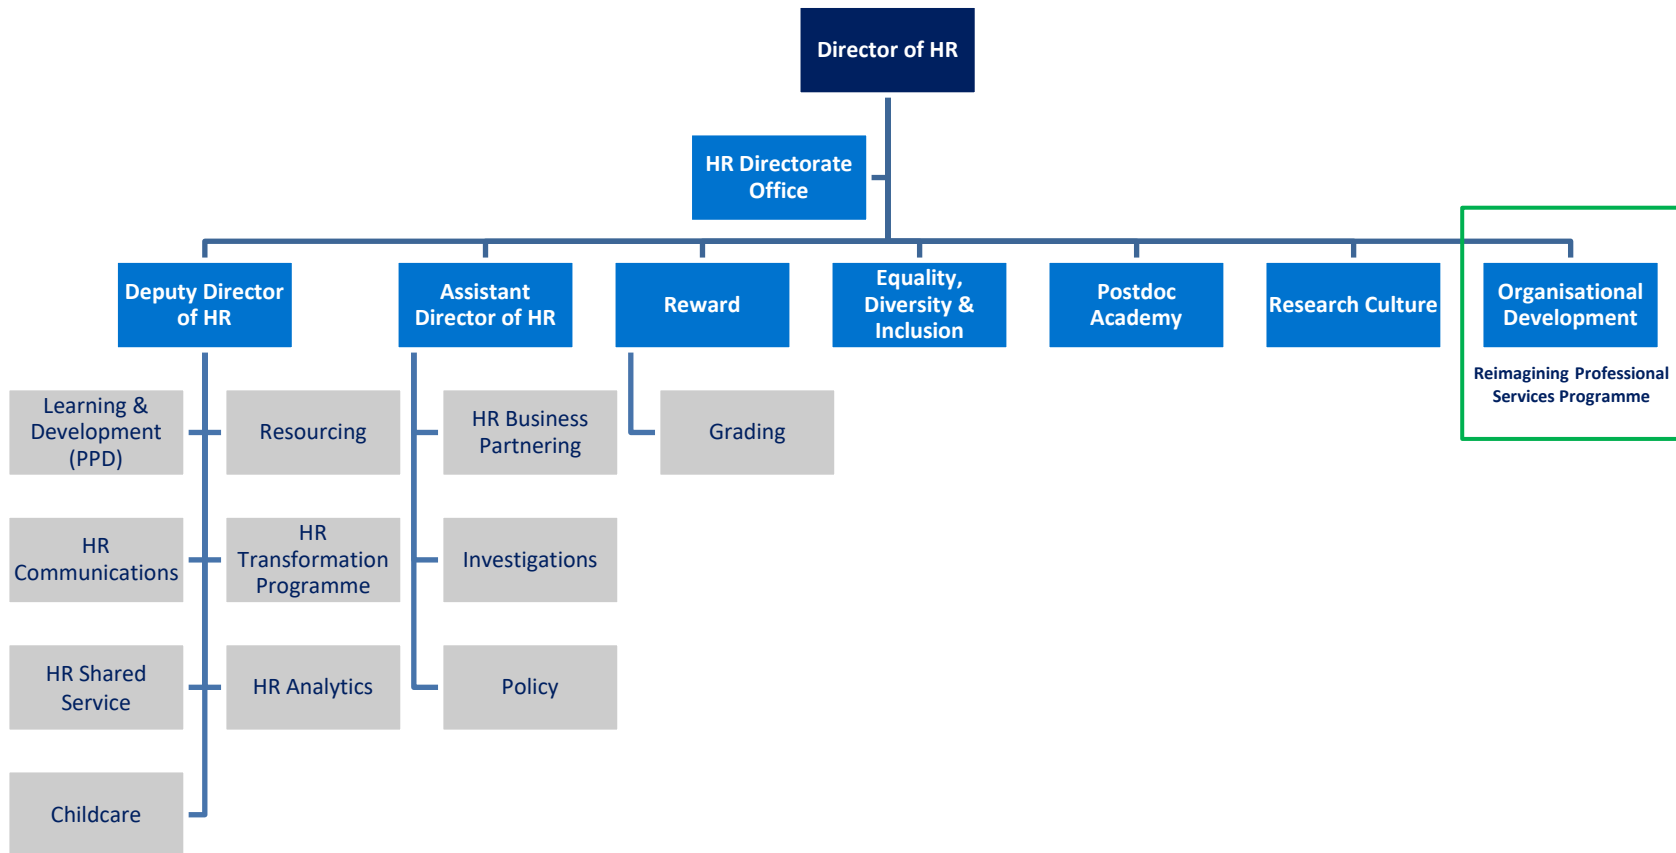 Director of HR
HR Directorate
Office
Deputy Director
of HR
Assistant
Director of HR
Reward
Equality,
Diversity &
Inclusion
Postdoc
Academy
Research Culture
Organisational
Development
Reimagining Professional
Services Programme
Learning &
Development
(PPD)
Resourcing
HR Business
Partnering
Grading
HR
Communications
HR
Transformation
Programme
Investigations
HR Shared
Service
HR Analytics
Policy
Childcare